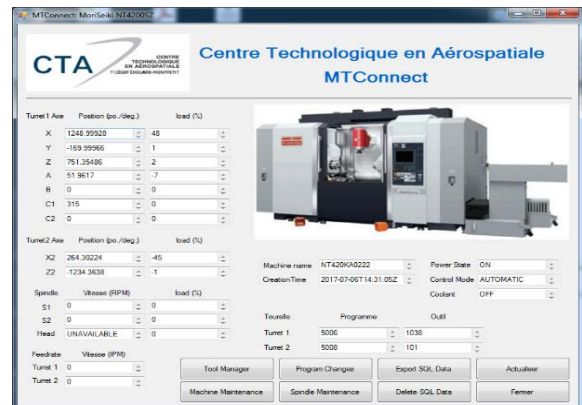 MTConnect: MoriSeiki NT4200SZ
CTA CENTRE TECHNOLOGIQUE EN AÉROSPATIALE
Centre Technologique en Aérospatiale
MTConnect
Turret1 Axe Position (po./deg.) load (%)
X 1248.99928 48
Y -169.99966 1
Z 751.35486 2
A 51.9617 -7
B 0 0
C1 315 0
C2 0 0
Turret2 Axe Position (po./deg.) load (%)
X2 264.30224 -45
Z2 -1234.3638 -1
Spindle Vitesse (RPM) load (%)
S1 0 0
S2 0 0
Head UNAVAILABLE 0
Feedrate Vitesse (IPM)
Turret 1 0
Turret 2 0
Machine name NT420KA0222 Power State ON
Creation Time 2017-07-06T14:31:05Z Control Mode AUTOMATIC
Coolant OFF
Tourelle Programme Outil
Turret 1 5006 1038
Turret 2 5008 101
Tool Manager Program Changes Export SQL Data Actualiser
Machine Maintenance Spindle Maintenance Delete SQL Data Fermer